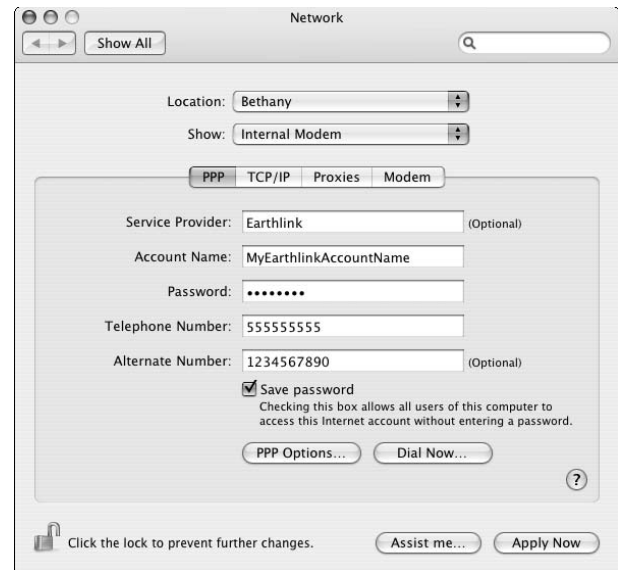 Network
Show All
Location: Bethany
Show: Internal Modem
PPP TCP/IP Proxies Modem
Service Provider: Earthlink (Optional)
Account Name: MyEarthlinkAccountName
Password: ••••••••
Telephone Number: 555555555
Alternate Number: 1234567890 (Optional)
Save password
Checking this box allows all users of this computer to
access this Internet account without entering a password.
PPP Options... Dial Now...
?
Click the lock to prevent further changes. Assist me... Apply Now